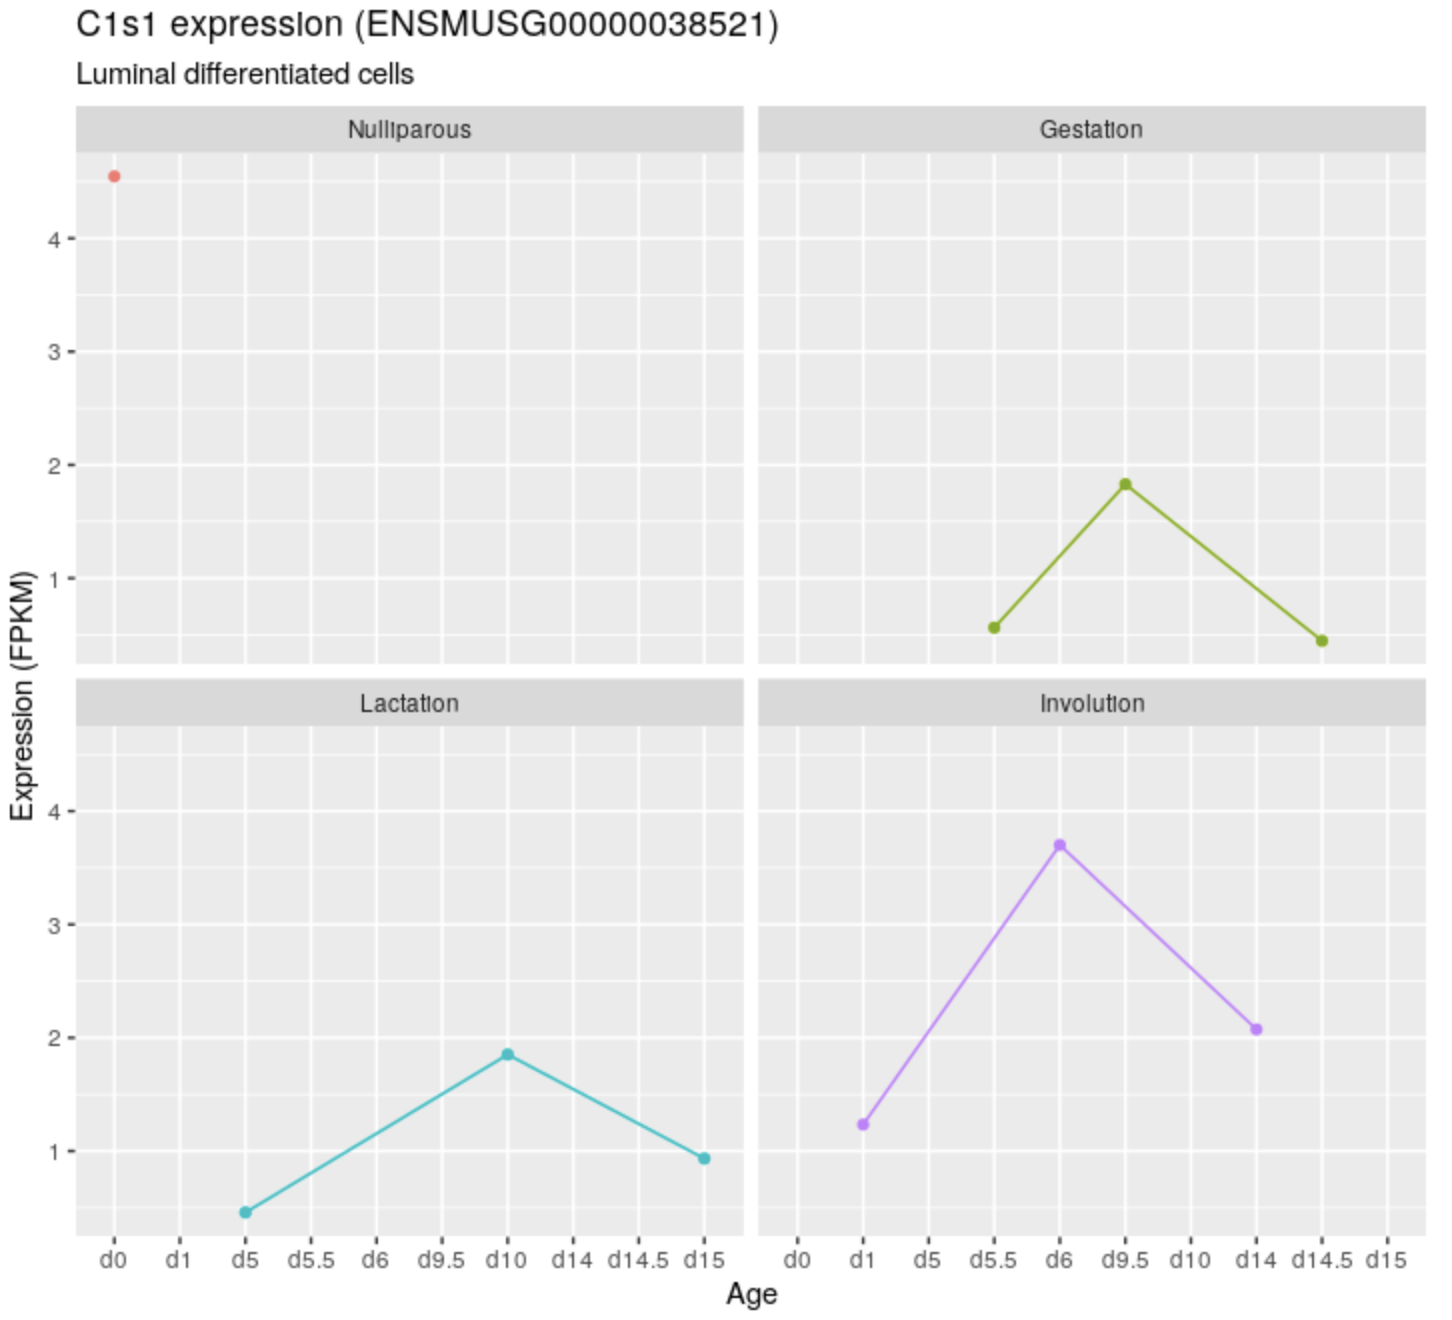 C1s1 expression (ENSMUSG00000038521)
Luminal differentiated cells
Nulliparous
Gestation
4
3
2
1
Expression (FPKM)
Lactation
Involution
4
3
2
1
d0 d1 d5 d5.5 d6 d9.5 d10 d14 d14.5 d15
d0 d1 d5 d5.5 d6 d9.5 d10 d14 d14.5 d15
Age